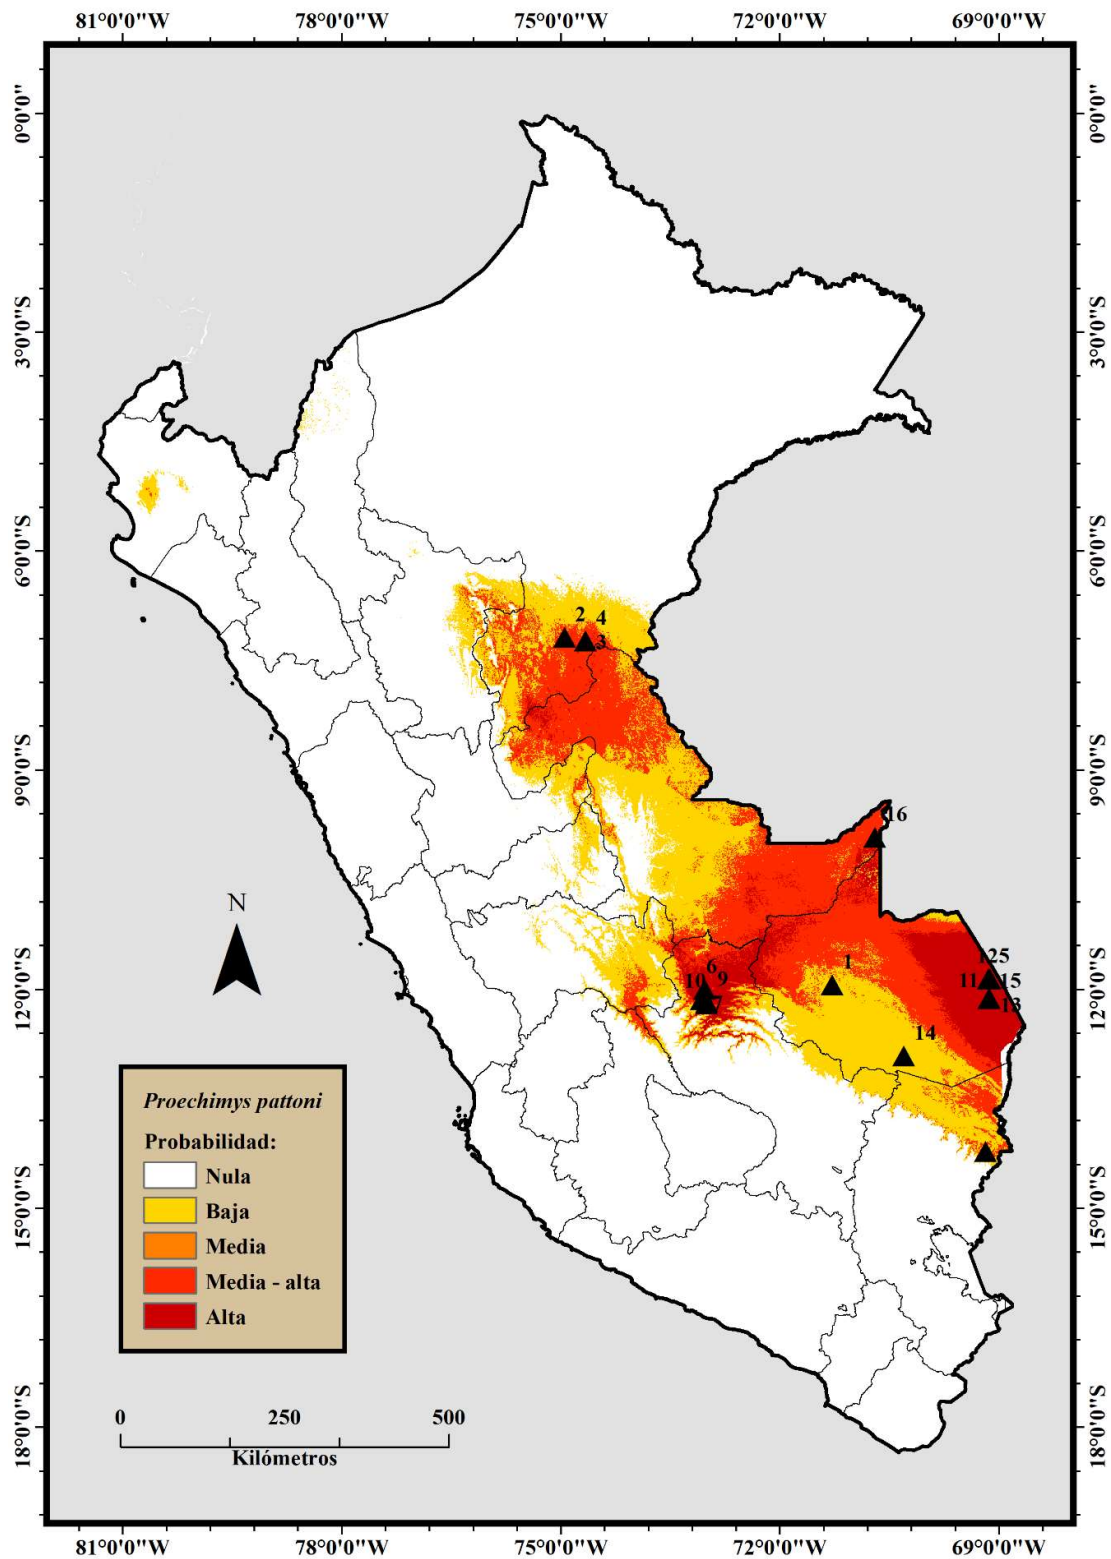 81°0'0"W 78°0'0"W 75°0'0"W 72°0'0"W 69°0'0"W
0°0'0" 0°0'0"
3°0'0"S 3°0'0"S
6°0'0"S 6°0'0"S
2 4
3
9°0'0"S 9°0'0"S
16
N
12°0'0"S 12°0'0"S
6
10 9
7
1
11 15
13
14
Proechimys pattoni
Probabilidad:
Nula
Baja
Media
Media - alta
Alta
15°0'0"S 15°0'0"S
0 250 500
Kilómetros
18°0'0"S 18°0'0"S
81°0'0"W 78°0'0"W 75°0'0"W 72°0'0"W 69°0'0"W